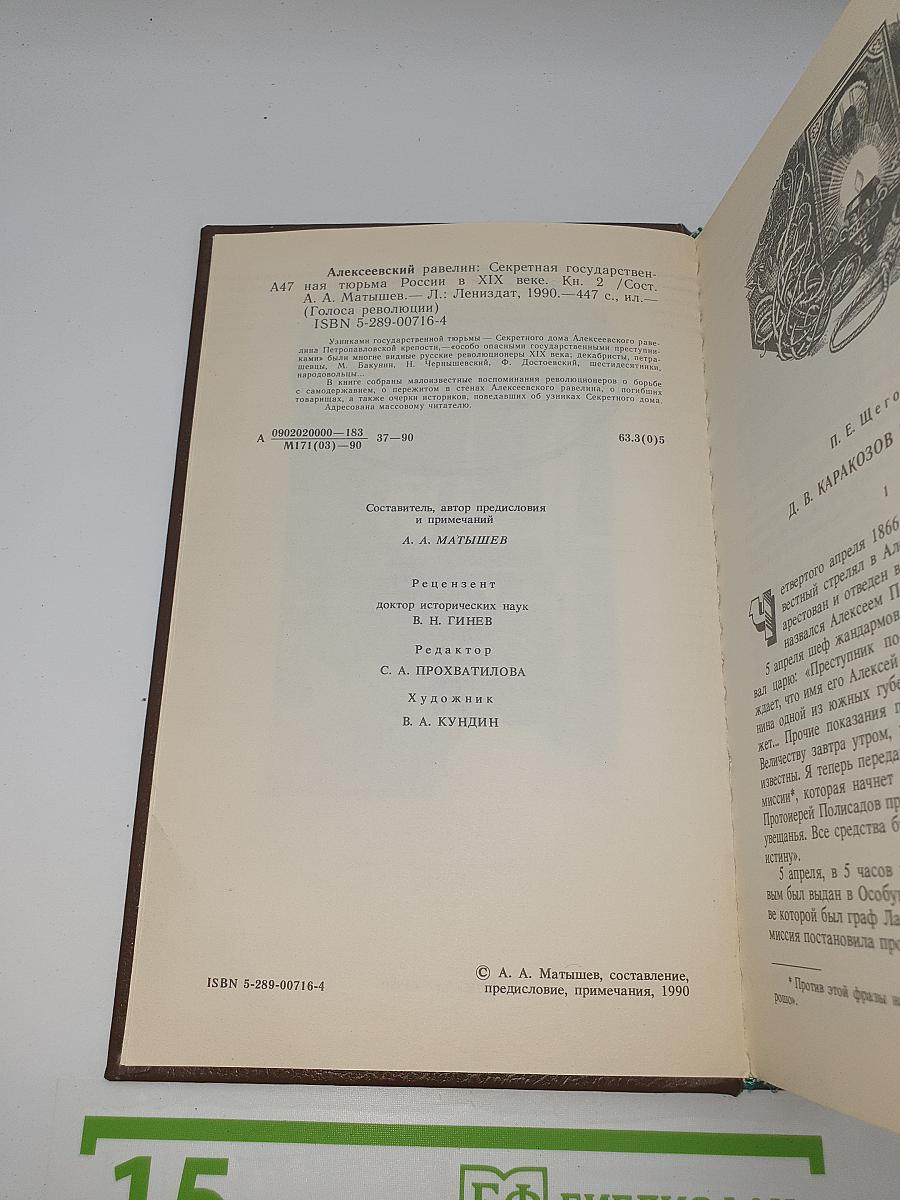 Алексеевский равелин: Секретная государствен-
А47 ная тюрьма России в XIX веке. Кн. 2 /Сост.
А. А. Матышев.— Л.: Лениздат, 1990.—447 с., ил.—
(Голоса революции)
ISBN 5-289-00716-4
Узниками государственной тюрьмы — Секретного дома Алексеевского раве-
лина Петропавловской крепости,—«особо опасными государственными преступни-
ками» были многие видные русские революционеры XIX века; декабристы, петра-
шевцы, М. Бакунин, Н. Чернышевский, Ф. Достоевский, шестидесятники,
народовольцы...
В книге собраны малоизвестные воспоминания революционеров о борьбе
с самодержавием, о пережитом в стенах Алексеевского равелина, о погибших
товарищах, а также очерки историков, поведавших об узниках Секретного дома.
Адресована массовому читателю.
А 0902020000—183 37—90 63.3(0)5
М171(03)—90
Составитель, автор предисловия
и примечаний
А. А. МАТЫШЕВ
Рецензент
доктор исторических наук
В. Н. ГИНЕВ
Редактор
С. А. ПРОХВАТИЛОВА
Художник
В. А. КУНДИН
ISBN 5-289-00716-4
© А. А. Матышев, составление,
предисловие, примечания, 1990
П. Е. Щего
Д. В. КАРАКОЗОВ
1
Четвертого апреля 1866
вестный стрелял в Ал
арестован и отведен в
назвался Алексеем П
5 апреля шеф жандармов
вал царю: «Преступник по
ждает, что имя его Алексей
нина одной из южных губе
жет... Прочие показания п
Величеству завтра утром,
известны. Я теперь переда
миссии*, которая начнет
Протоиерей Полисадов пр
увещанья. Все средства б
истину».
5 апреля, в 5 часов
вым был выдан в Особу
ве которой был граф Ла
миссия постановила про
* Против этой фразы на
рошо».
15
БФ